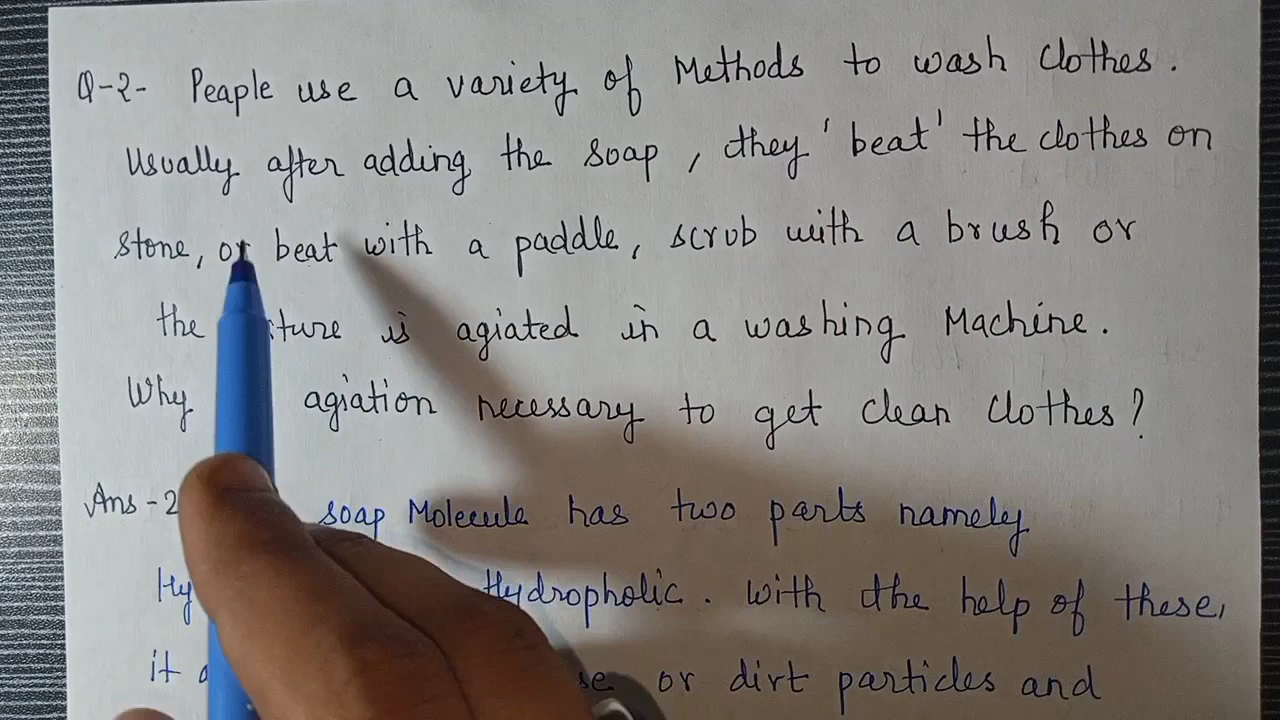 Q-2- Peaple use a variety of Methods to wash clothes.
Usually after adding the soap, they 'beat' the clothes on
stone, or beat with a paddle, scrub with a brush or
the is agiated in a washing Machine.
Why agiation necessary to get clean clothes?
Ans-2 soap Molecule has two parts namely
Hydropholic. With the help of these,
it or dirt particles and